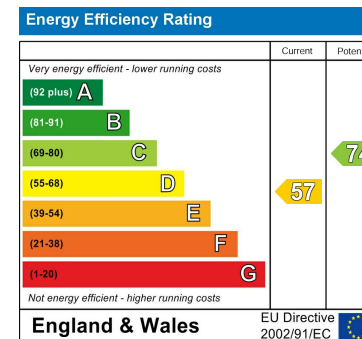 Energy Efficiency Rating
Current
Very energy efficient - lower running costs
(92 plus) A
(81-91) B
(69-80) C
(55-68) D
57
(39-54) E
(21-38) F
(1-20) G
Not energy efficient - higher running costs
England & Wales
EU Directive
2002/91/EC